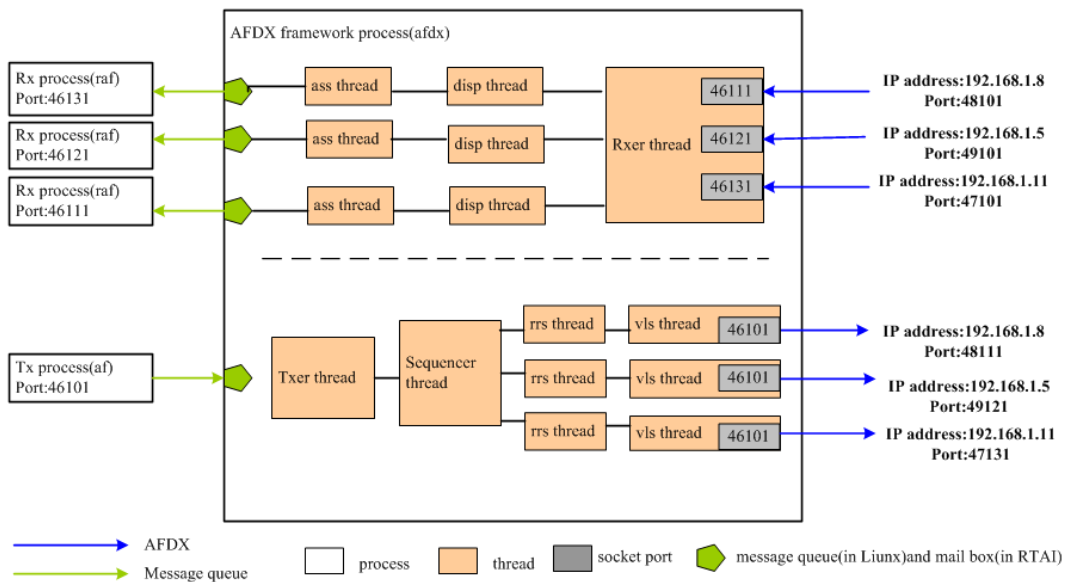 AFDX framework process(afdx)
Rx process(raf)
Port:46131
ass thread
disp thread
46111
IP address:192.168.1.8
Port:48101
Rx process(raf)
Port:46121
ass thread
disp thread
Rxer thread
46121
IP address:192.168.1.5
Port:49101
Rx process(raf)
Port:46111
ass thread
disp thread
46131
IP address:192.168.1.11
Port:47101
Tx process(af)
Port:46101
Txer thread
Sequencer
thread
rrs thread
vls thread
46101
IP address:192.168.1.8
Port:48111
rrs thread
vls thread
46101
IP address:192.168.1.5
Port:49121
rrs thread
vls thread
46101
IP address:192.168.1.11
Port:47131
AFDX
Message queue
process
thread
socket port
message queue(in Liunx)and mail box(in RTAI)